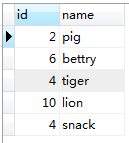 id name
2 pig
6 bettry
4 tiger
10 lion
4 snack